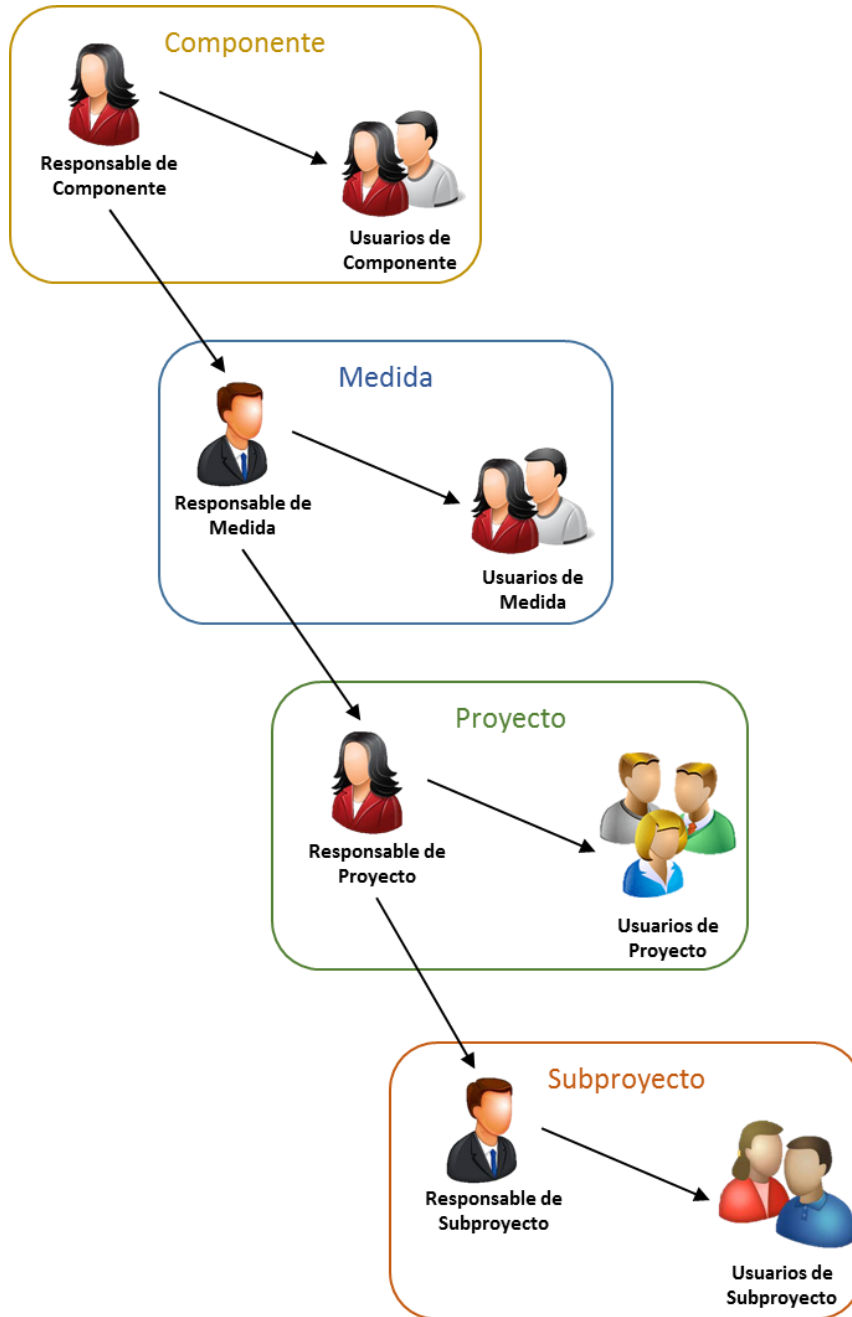 Componente
Responsable de
Componente
Usuarios de
Componente
Medida
Responsable de
Medida
Usuarios de
Medida
Proyecto
Responsable de
Proyecto
Usuarios de
Proyecto
Subproyecto
Responsable de
Subproyecto
Usuarios de
Subproyecto